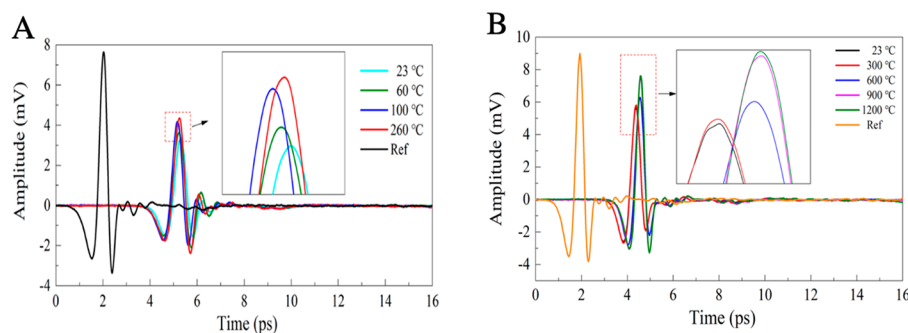 A
Amplitude (mV)
8
6
4
2
0
-2
-4
0 2 4 6 8 10 12 14 16
Time (ps)
23 ℃
60 ℃
100 ℃
260 ℃
Ref
B
Amplitude (mV)
10
8
6
4
2
0
-2
-4
0 2 4 6 8 10 12 14 16
Time (ps)
23 ℃
300 ℃
600 ℃
900 ℃
1200 ℃
Ref